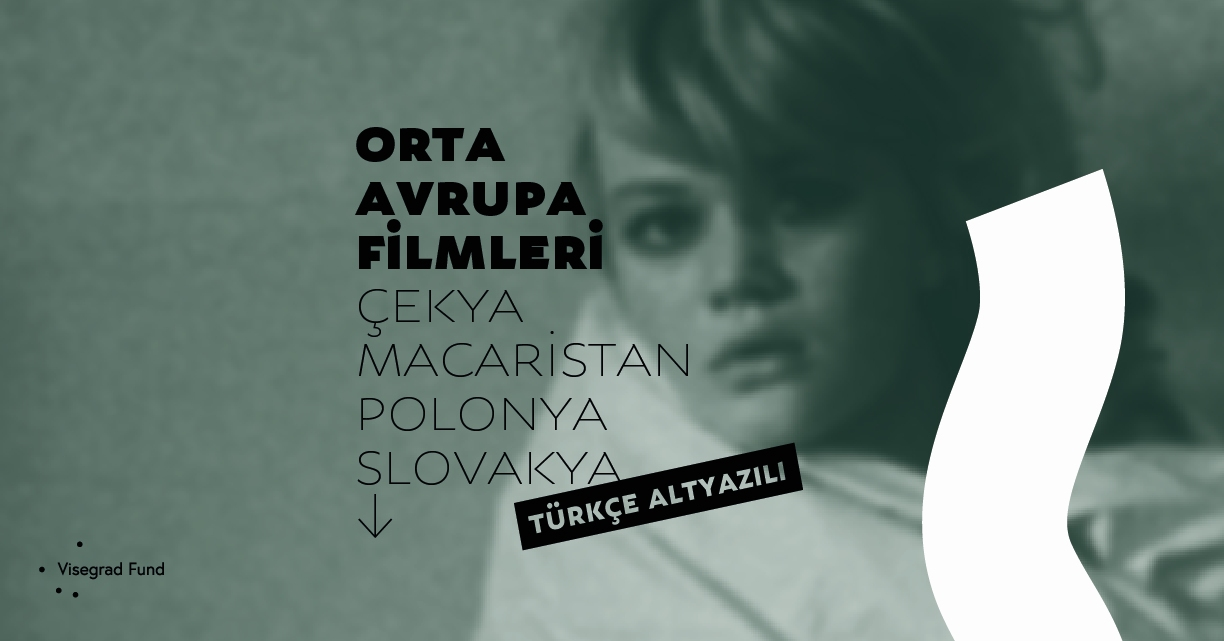 ORTA
AVRUPA
FİLMLERİ
ÇEKYA
MACARİSTAN
POLONYA
SLOVAKYA
TÜRKÇE ALTYAZILI
Visegrad Fund